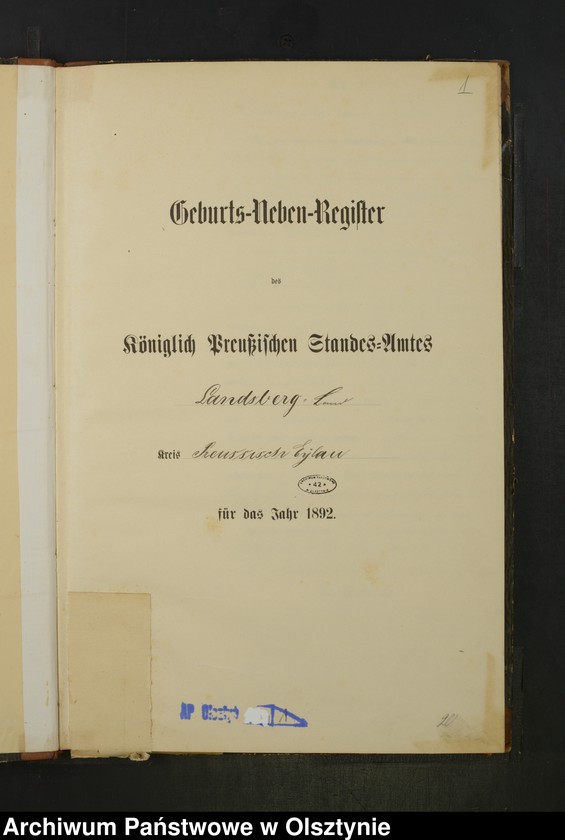 1
Geburts-Neben-Register
des
Königlich Preußischen Standes-Amtes
Landsberg-Land
Kreis Preussisch Eylau
42
für das Jahr 1892.
AP Olsztyn
Archiwum Państwowe w Olsztynie